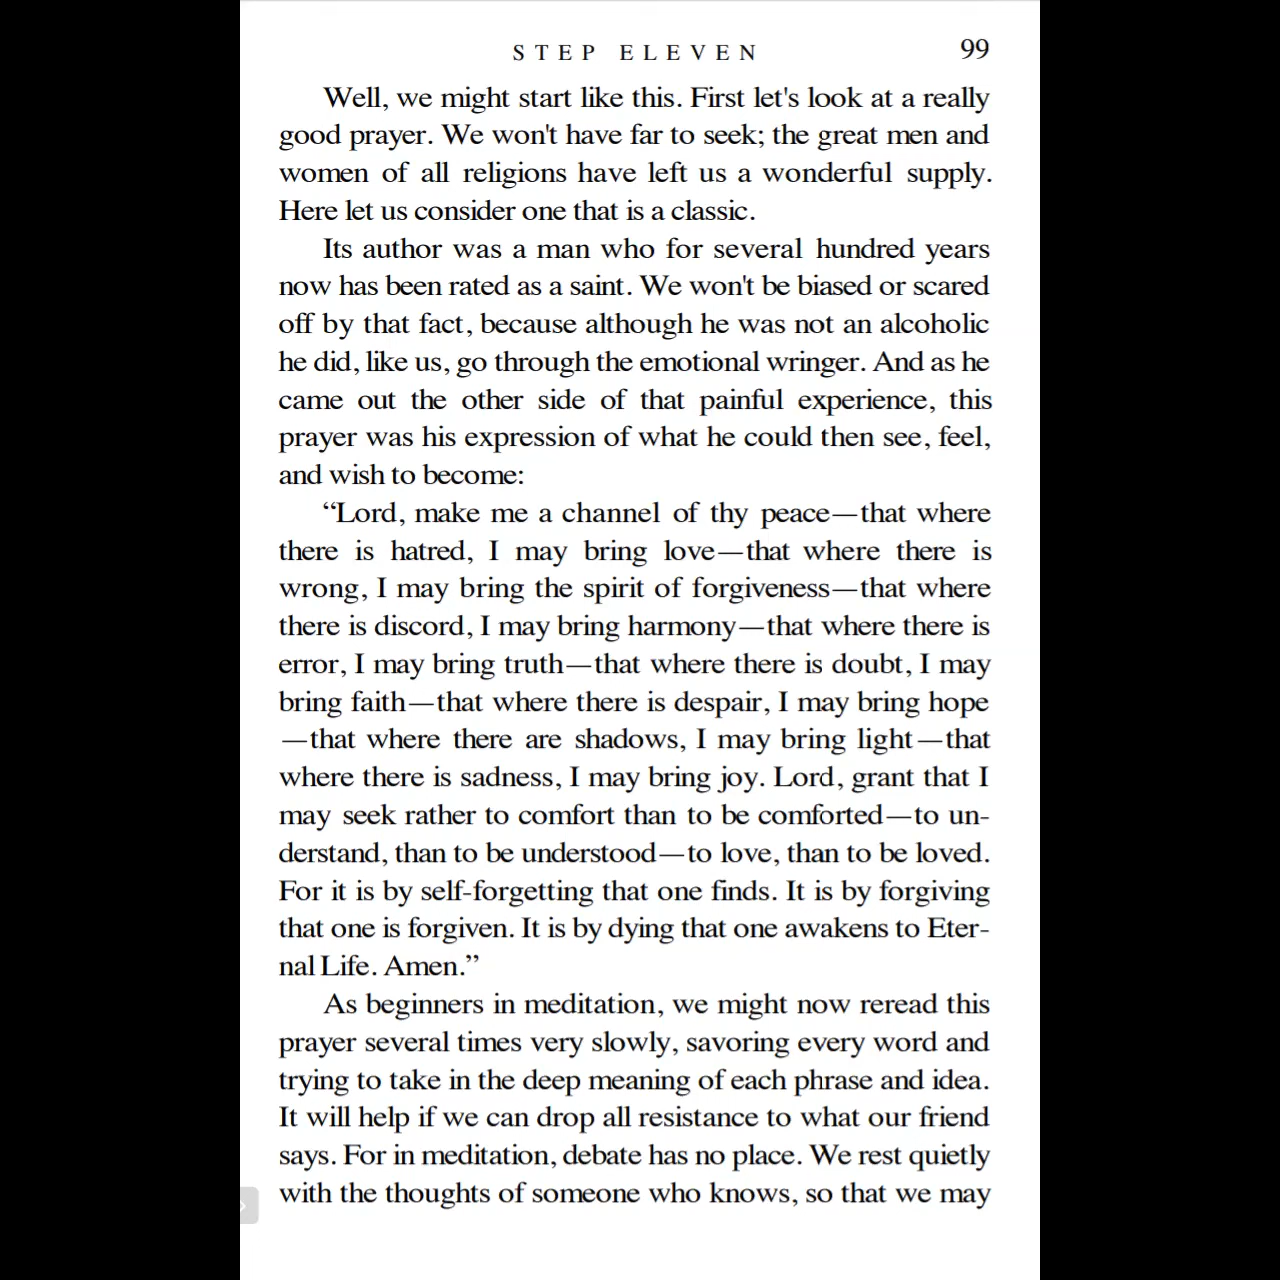 STEP ELEVEN 99
Well, we might start like this. First let's look at a really
good prayer. We won't have far to seek; the great men and
women of all religions have left us a wonderful supply.
Here let us consider one that is a classic.
Its author was a man who for several hundred years
now has been rated as a saint. We won't be biased or scared
off by that fact, because although he was not an alcoholic
he did, like us, go through the emotional wringer. And as he
came out the other side of that painful experience, this
prayer was his expression of what he could then see, feel,
and wish to become:
“Lord, make me a channel of thy peace—that where
there is hatred, I may bring love—that where there is
wrong, I may bring the spirit of forgiveness—that where
there is discord, I may bring harmony—that where there is
error, I may bring truth—that where there is doubt, I may
bring faith—that where there is despair, I may bring hope
—that where there are shadows, I may bring light—that
where there is sadness, I may bring joy. Lord, grant that I
may seek rather to comfort than to be comforted—to un-
derstand, than to be understood—to love, than to be loved.
For it is by self-forgetting that one finds. It is by forgiving
that one is forgiven. It is by dying that one awakens to Eter-
nal Life. Amen.”
As beginners in meditation, we might now reread this
prayer several times very slowly, savoring every word and
trying to take in the deep meaning of each phrase and idea.
It will help if we can drop all resistance to what our friend
says. For in meditation, debate has no place. We rest quietly
with the thoughts of someone who knows, so that we may